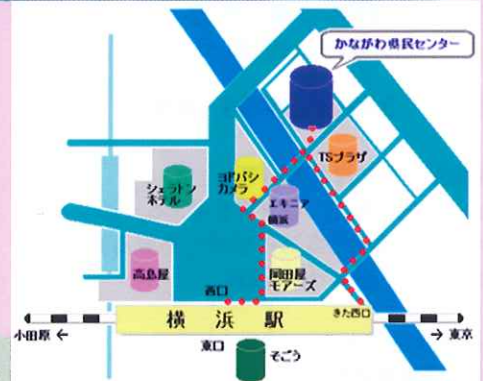 かながわ県民センター
TSプラザ
ヨドバシ
カメラ
シェラトン
ホテル
エキニア
横浜
高島屋
岡田屋
モアーズ
西口
横浜駅
きた西口
小田原 ←
→ 東京
東口
そごう